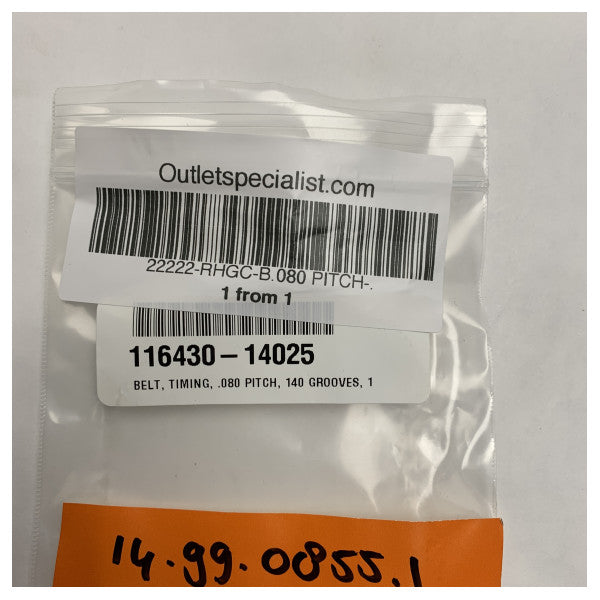 Outletspecialist.com
22222-RHGC-B.080 PITCH-.
1 from 1
116430-14025
BELT, TIMING, .080 PITCH, 140 GROOVES, 1
14.99.0855.1